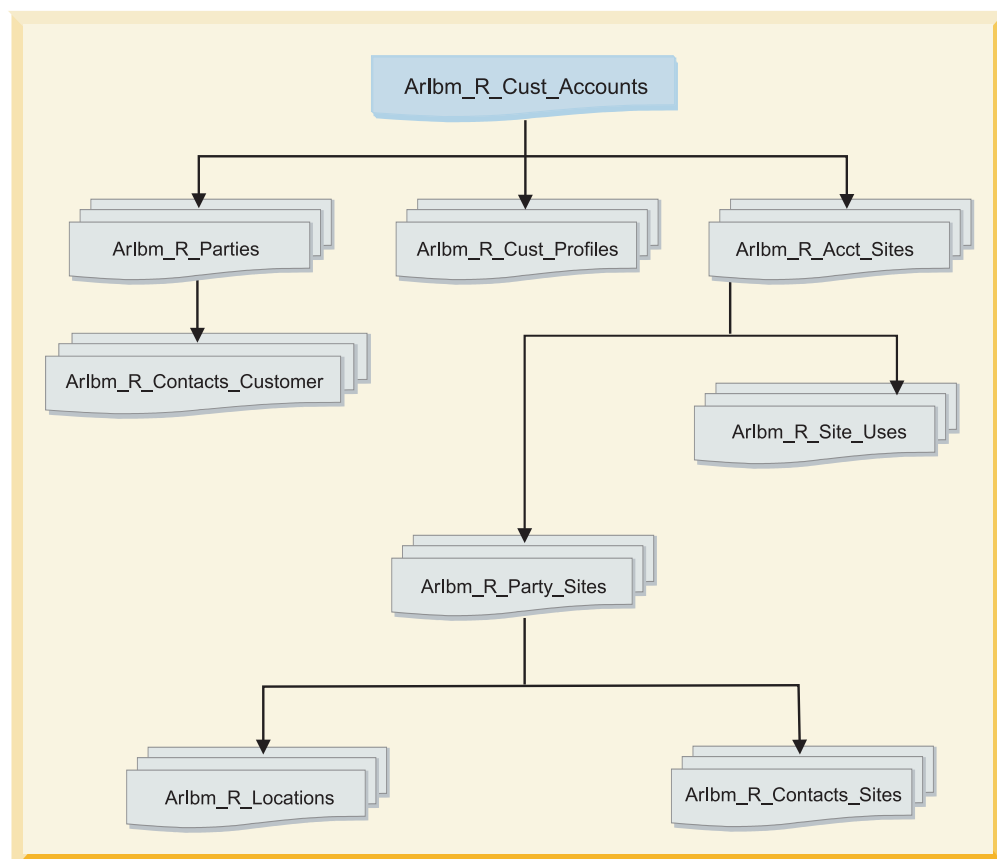 ArIbm_R_Cust_Accounts
ArIbm_R_Parties
ArIbm_R_Cust_Profiles
ArIbm_R_Acct_Sites
ArIbm_R_Contacts_Customer
ArIbm_R_Site_Uses
ArIbm_R_Party_Sites
ArIbm_R_Locations
ArIbm_R_Contacts_Sites